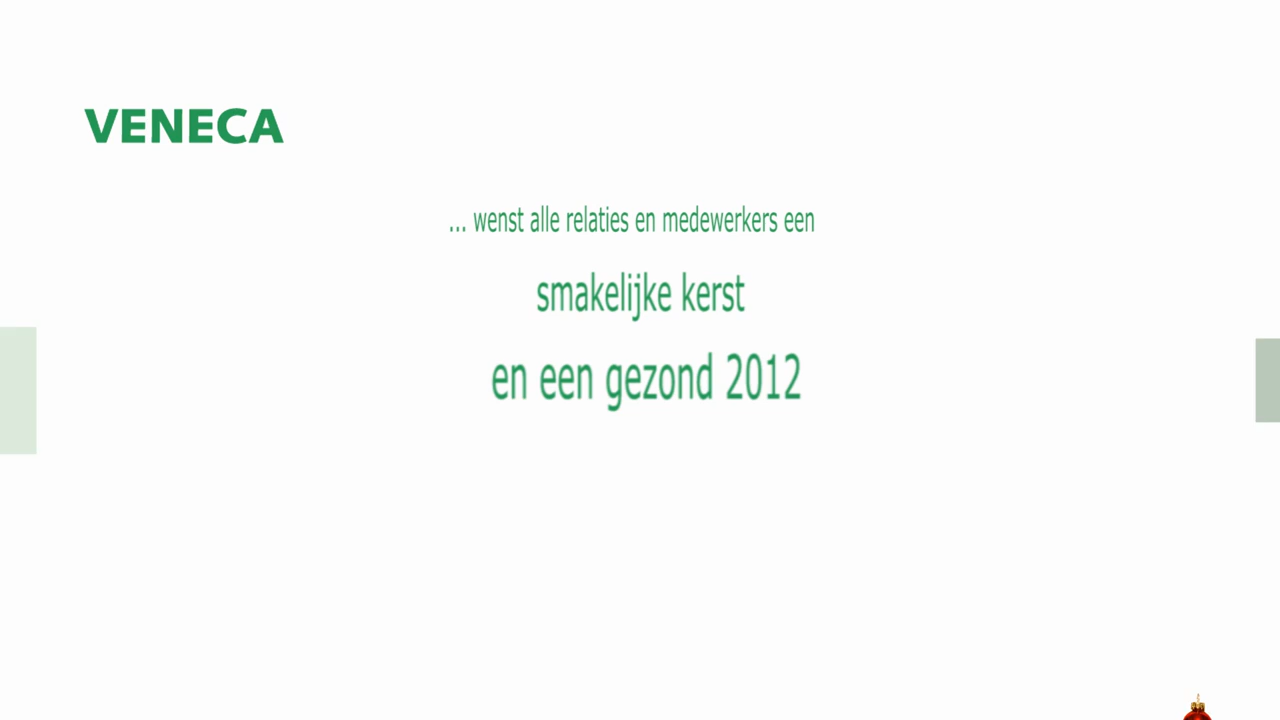 VENECA
... wenst alle relaties en medewerkers een
smakelijke kerst
en een gezond 2012